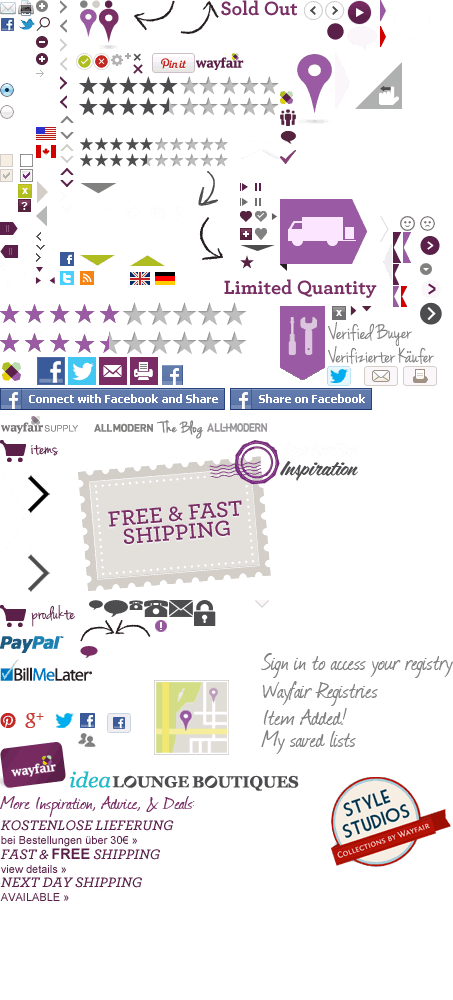 Sold Out
Pin it
wayfair
x
?
Limited Quantity
x
Verified Buyer
Verifizierter Käufer
f Connect with Facebook and Share
f Share on Facebook
wayfair SUPPLY
ALLMODERN
The Blog
ALLMODERN
items
Inspiration
FREE & FAST
SHIPPING
produkte
PayPal™
BillMeLater®
Sign in to access your registry
Wayfair Registries
Item Added!
My saved lists
g+
wayfair
idea LOUNGE BOUTIQUES
More Inspiration, Advice, & Deals:
KOSTENLOSE LIEFERUNG
bei Bestellungen über 30€ »
FAST & FREE SHIPPING
view details »
NEXT DAY SHIPPING
AVAILABLE »
STYLE
STUDIOS
COLLECTIONS BY WAYFAIR